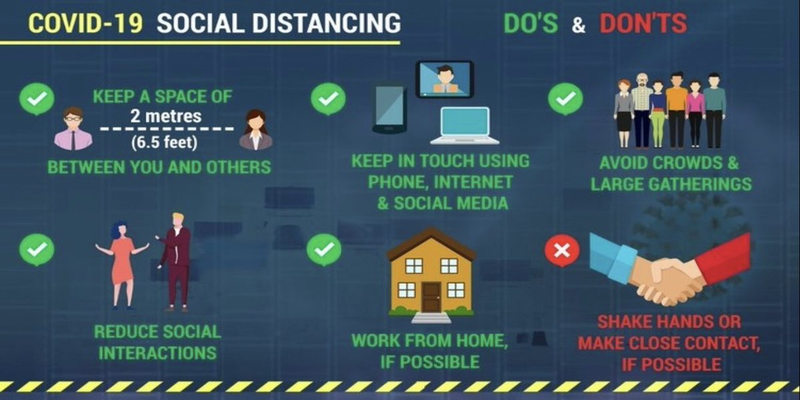 COVID-19 SOCIAL DISTANCING DO'S & DON'TS
KEEP A SPACE OF
2 metres
(6.5 feet)
BETWEEN YOU AND OTHERS
KEEP IN TOUCH USING
PHONE, INTERNET
& SOCIAL MEDIA
AVOID CROWDS &
LARGE GATHERINGS
REDUCE SOCIAL
INTERACTIONS
WORK FROM HOME,
IF POSSIBLE
SHAKE HANDS OR
MAKE CLOSE CONTACT,
IF POSSIBLE